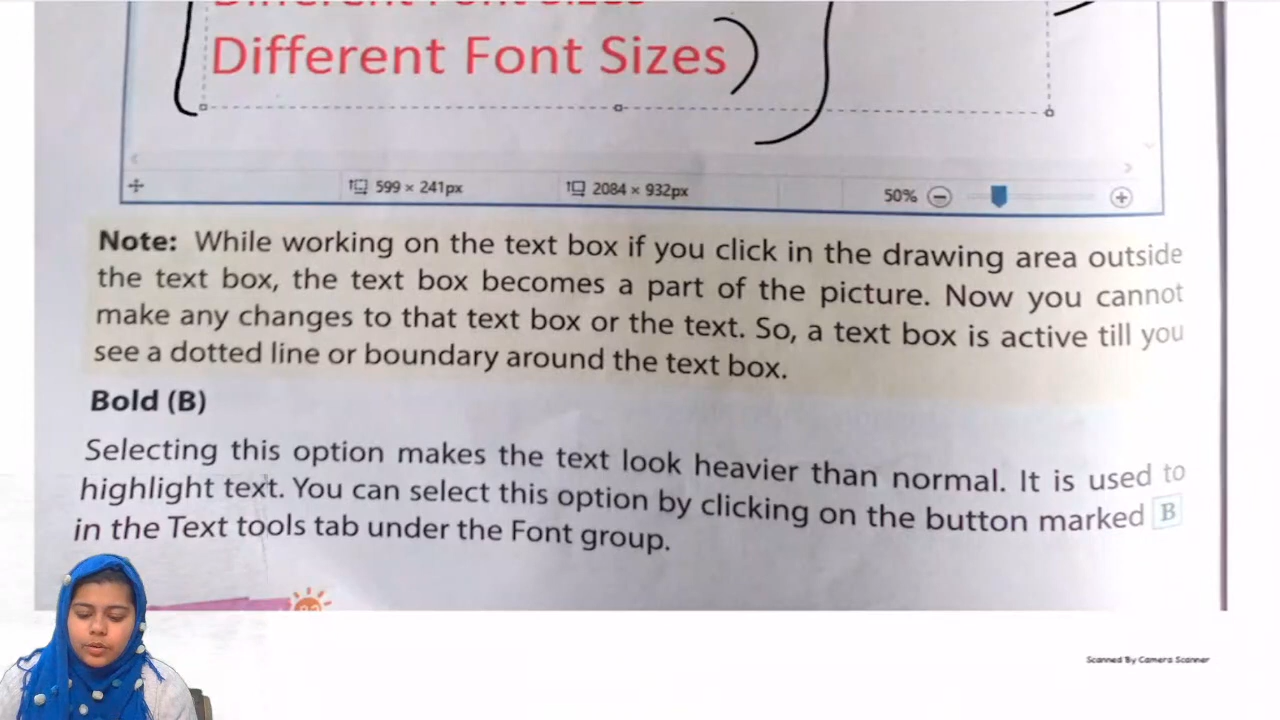 Different Font Sizes
Different Font Sizes
599 × 241px 2084 × 932px 50%
Note: While working on the text box if you click in the drawing area outside
the text box, the text box becomes a part of the picture. Now you cannot
make any changes to that text box or the text. So, a text box is active till you
see a dotted line or boundary around the text box.
Bold (B)
Selecting this option makes the text look heavier than normal. It is used to
highlight text. You can select this option by clicking on the button marked B
in the Text tools tab under the Font group.
Scanned By Camera Scanner